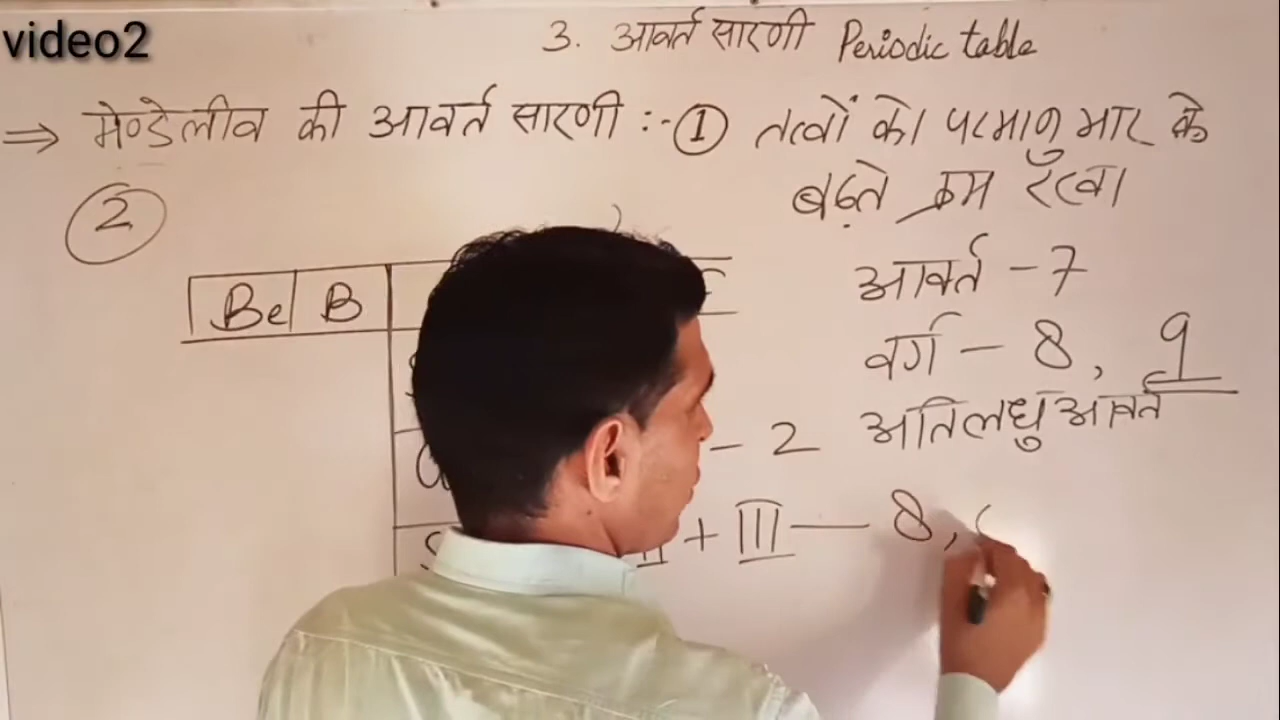 video2
3. आवर्त सारणी Periodic table
⇒ मेण्डेलीव की आवर्त सारणी :- ① तत्वों को परमाणु भार के
बढ़ते क्रम रखा
②
आवर्त - 7
Be B
वर्ग - 8, 9
- 2 अतिलघु आवर्त
II + III — 8,